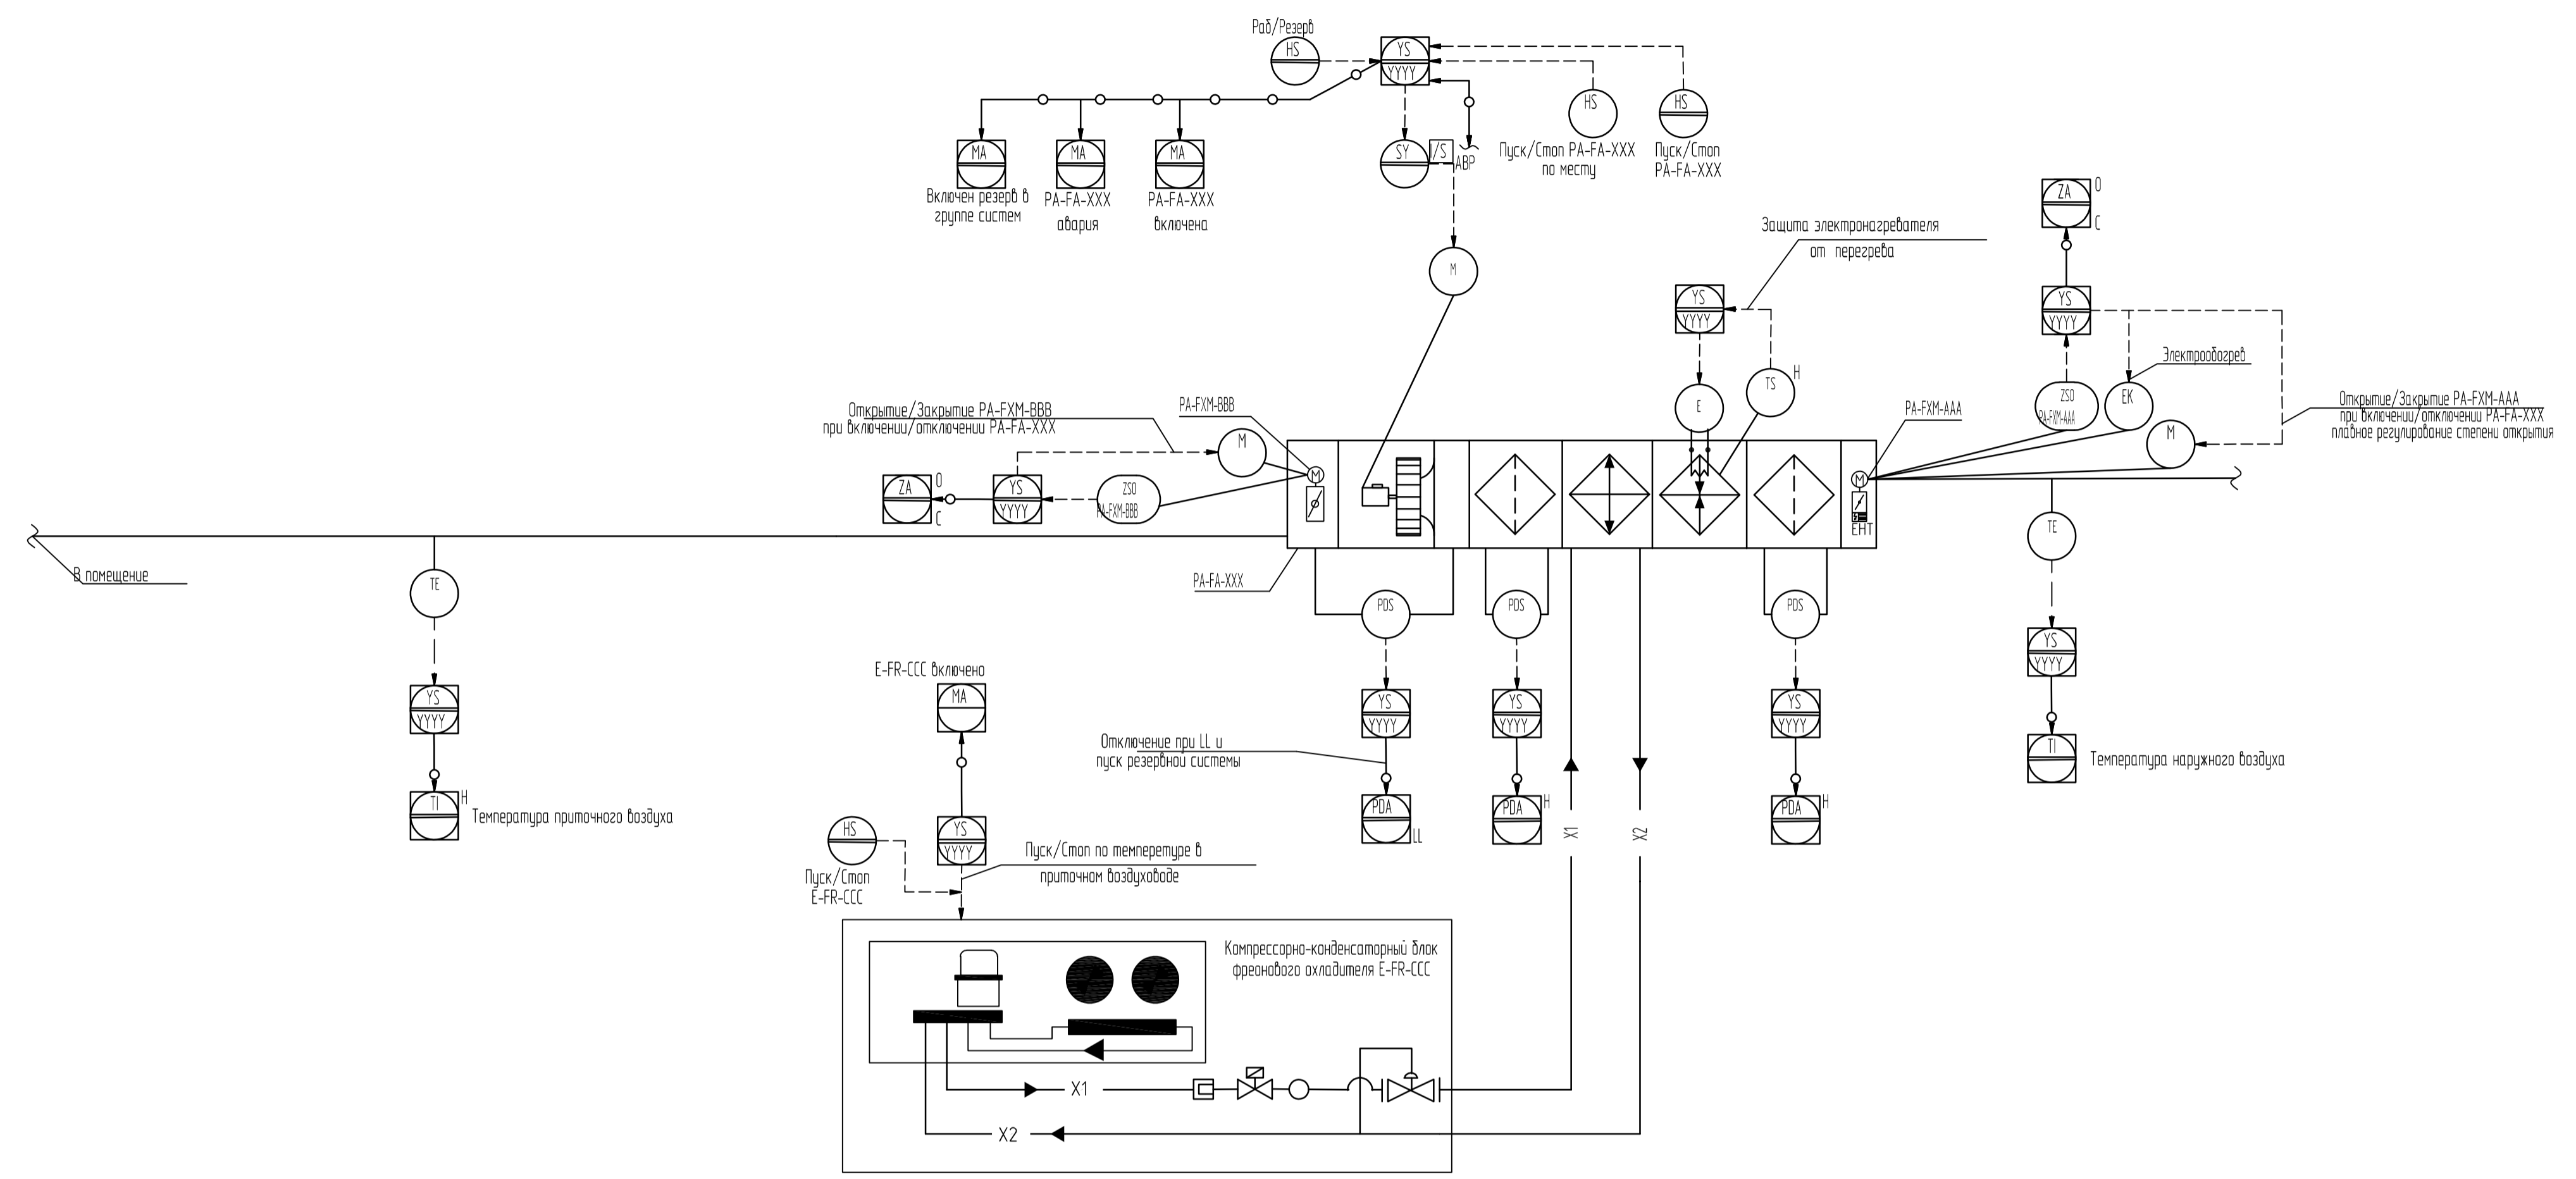 Раб/Резерв
HS
YS
YYYY
HS
HS
MA
MA
MA
SY
I/S
АВР
Пуск/Стоп PA-FA-XXX
по месту
Пуск/Стоп
PA-FA-XXX
Включен резерв в
группе систем
PA-FA-XXX
авария
PA-FA-XXX
включена
M
ZA
O
C
Защита электронагревателя
от перегрева
YS
YYYY
YS
YYYY
Электрообогрев
E
TS
H
ZSO
PA-FXM-AAA
EK
M
Открытие/Закрытие PA-FXM-AAA
при включении/отключении PA-FA-XXX
плавное регулирование степени открытия
Открытие/Закрытие PA-FXM-BBB
при включении/отключении PA-FA-XXX
PA-FXM-BBB
PA-FXM-AAA
M
ZA
O
C
YS
YYYY
ZSO
PA-FXM-BBB
M
M
EHT
TE
В помещение
TE
PA-FA-XXX
PDS
PDS
PDS
YS
YYYY
E-FR-CCC включено
MA
YS
YYYY
YS
YYYY
YS
YYYY
YS
YYYY
Отключение при LL и
пуск резервной системы
TI
Температура наружного воздуха
TI
H
Температура приточного воздуха
PDA
LL
PDA
H
PDA
H
X1
X2
HS
YS
YYYY
Пуск/Стоп
E-FR-CCC
Пуск/Стоп по темперетуре в
приточном воздуховоде
Компрессорно-конденсаторный блок
фреонового охладителя E-FR-CCC
X1
X2